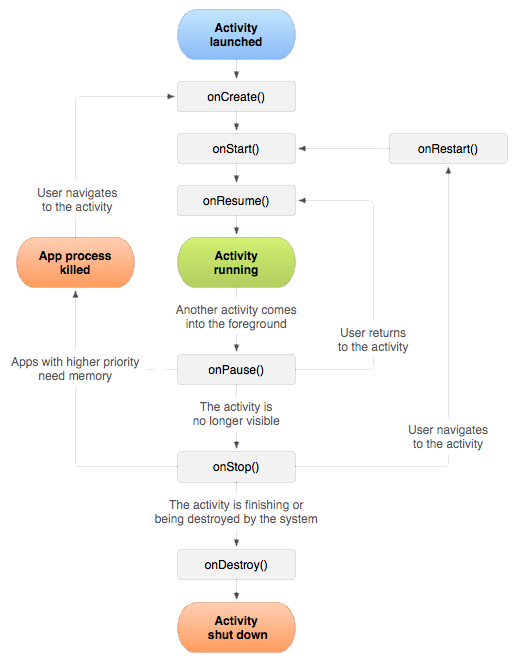 Activity
launched
onCreate()
onStart()
onRestart()
User navigates
to the activity
onResume()
App process
killed
Activity
running
Another activity comes
into the foreground
User returns
to the activity
Apps with higher priority
need memory
onPause()
The activity is
no longer visible
User navigates
to the activity
onStop()
The activity is finishing or
being destroyed by the system
onDestroy()
Activity
shut down